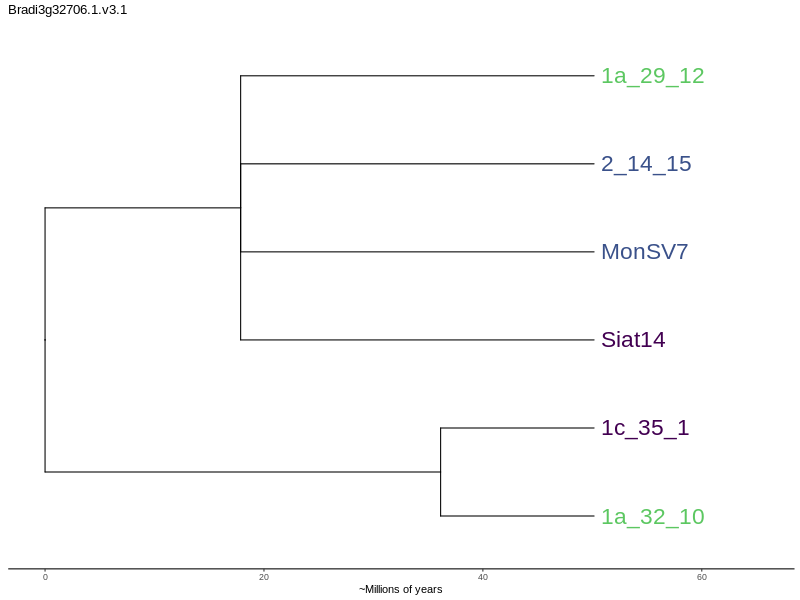 Bradi3g32706.1.v3.1
1a_29_12
2_14_15
MonSV7
Siat14
1c_35_1
1a_32_10
0 20 40 60
~Millions of years